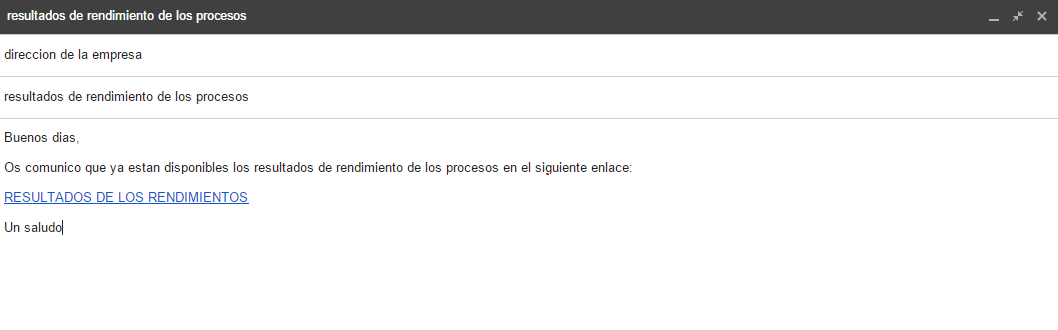 resultados de rendimiento de los procesos
direccion de la empresa
resultados de rendimiento de los procesos
Buenos dias,
Os comunico que ya estan disponibles los resultados de rendimiento de los procesos en el siguiente enlace:
RESULTADOS DE LOS RENDIMIENTOS
Un saludo